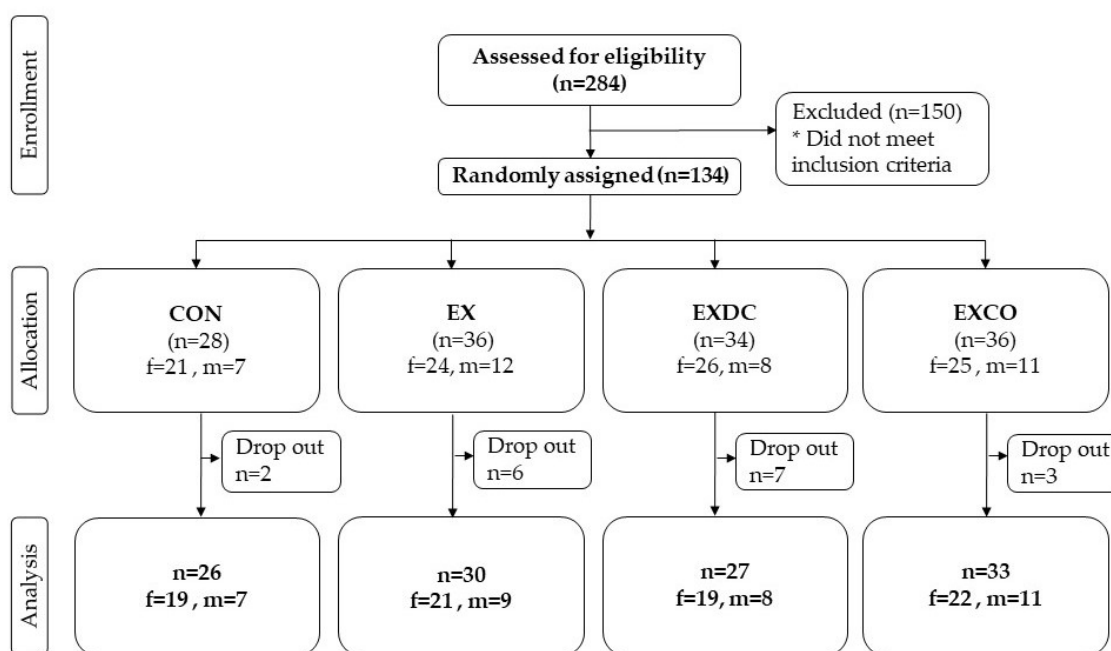 Enrollment
Assessed for eligibility
(n=284)
Excluded (n=150)
* Did not meet
inclusion criteria
Randomly assigned (n=134)
Allocation
CON
(n=28)
f=21 , m=7
EX
(n=36)
f=24 , m=12
EXDC
(n=34)
f=26 , m=8
EXCO
(n=36)
f=25 , m=11
Drop out
n=2
Drop out
n=6
Drop out
n=7
Drop out
n=3
Analysis
n=26
f=19 , m=7
n=30
f=21 , m=9
n=27
f=19, m=8
n=33
f=22 , m=11